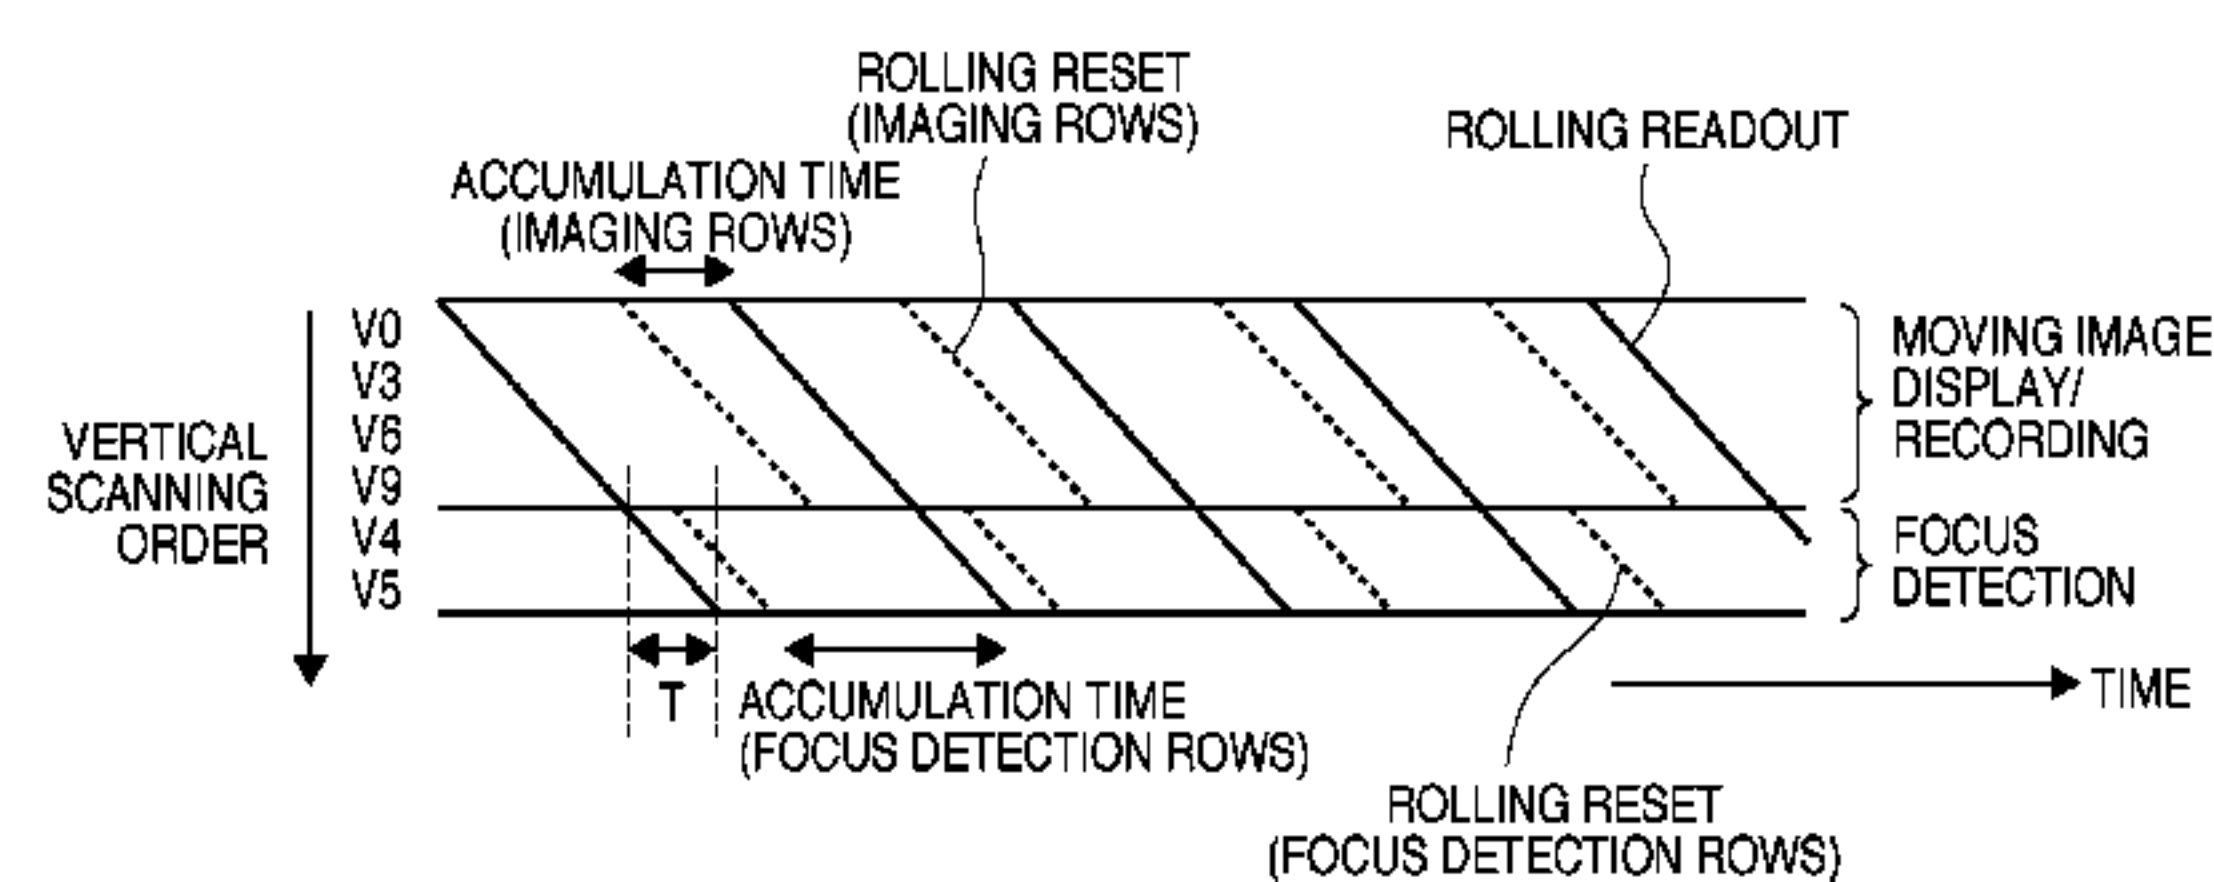 ROLLING RESET
(IMAGING ROWS)
ROLLING READOUT
ACCUMULATION TIME
(IMAGING ROWS)
V0
V3
V6
V9
V4
V5
VERTICAL
SCANNING
ORDER
MOVING IMAGE
DISPLAY/
RECORDING
FOCUS
DETECTION
T
ACCUMULATION TIME
(FOCUS DETECTION ROWS)
TIME
ROLLING RESET
(FOCUS DETECTION ROWS)